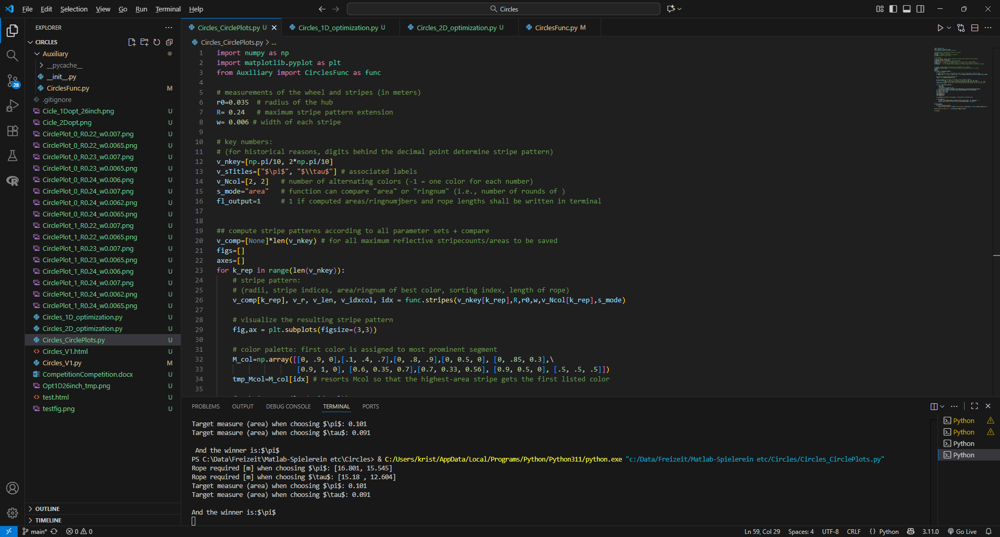 File Edit Selection View Go Run Terminal Help
Circles
EXPLORER
Circles_CirclePlots.py U
Circles_1D_optimization.py U
Circles_2D_optimization.py U
CirclesFunc.py M
CIRCLES
Circles_CirclePlots.py > ...
Auxiliary
__pycache__
__init__.py
CirclesFunc.py M
.gitignore
Cicle_1Dopt_26inch.png U
Cicle_2Dopt.png U
CirclePlot_0_R0.22_w0.007.png U
CirclePlot_0_R0.22_w0.0065.png U
CirclePlot_0_R0.23_w0.007.png U
CirclePlot_0_R0.23_w0.0065.png U
CirclePlot_0_R0.24_w0.006.png U
CirclePlot_0_R0.24_w0.007.png U
CirclePlot_0_R0.24_w0.0062.png U
CirclePlot_0_R0.24_w0.0065.png U
CirclePlot_1_R0.22_w0.007.png U
CirclePlot_1_R0.22_w0.0065.png U
CirclePlot_1_R0.23_w0.007.png U
CirclePlot_1_R0.23_w0.0065.png U
CirclePlot_1_R0.24_w0.006.png U
CirclePlot_1_R0.24_w0.007.png U
CirclePlot_1_R0.24_w0.0062.png U
CirclePlot_1_R0.24_w0.0065.png U
Circles_1D_optimization.py U
Circles_2D_optimization.py U
Circles_CirclePlots.py U
Circles_V1.html U
Circles_V1.py M
CompetitionCompetition.docx U
Opt1D26inch_tmp.png U
test.html U
testfig.png U
OUTLINE
TIMELINE
28
1 import numpy as np
2 import matplotlib.pyplot as plt
3 from Auxiliary import CirclesFunc as func
4
5 # measurements of the wheel and stripes (in meters)
6 r0=0.035  # radius of the hub
7 R= 0.24   # maximum stripe pattern extension
8 w= 0.006 # width of each stripe
9
10 # key numbers:
11 # (for historical reasons, digits behind the decimal point determine stripe pattern)
12 v_nkey=[np.pi/10, 2*np.pi/10]
13 v_sTitles=["$\pi$", "$\\tau$"] # associated labels
14 v_Ncol=[2, 2]   # number of alternating colors (-1 = one color for each number)
15 s_mode="area"   # function can compare "area" or "ringnum" (i.e., number of rounds of )
16 fl_output=1     # 1 if computed areas/ringnumjbers and rope lengths shall be written in terminal
17
18
19 ## compute stripe patterns according to all parameter sets + compare
20 v_comp=[None]*len(v_nkey) # for all maximum reflective stripecounts/areas to be saved
21 figs=[]
22 axes=[]
23 for k_rep in range(len(v_nkey)):
24     # stripe pattern:
25     # (radii, stripe indices, area/ringnum of best color, sorting index, length of rope)
26     v_comp[k_rep], v_r, v_len, v_idxcol, idx = func.stripes(v_nkey[k_rep],R,r0,w,v_Ncol[k_rep],s_mode)
27
28     # visualize the resulting stripe pattern
29     fig,ax = plt.subplots(figsize=(3,3))
30
31     # color palette: first color is assigned to most prominent segment
32     M_col=np.array([[0, .9, 0],[.1, .4, .7],[0, .8, .9],[0, 0.5, 0], [0, .85, 0.3],\
33                     [0.9, 1, 0], [0.6, 0.35, 0.7],[0.7, 0.33, 0.56], [0.9, 0.5, 0], [.5, .5, .5]])
34     tmp_Mcol=M_col[idx] # resorts Mcol so that the highest-area stripe gets the first listed color
35
PROBLEMS OUTPUT DEBUG CONSOLE TERMINAL PORTS
Target measure (area) when choosing $\pi$: 0.101
Target measure (area) when choosing $\tau$: 0.091
And the winner is:$\pi$
PS C:\Data\Freizeit\Matlab-Spielerein etc\Circles> & C:/Users/krist/AppData/Local/Programs/Python/Python311/python.exe "c:/Data/Freizeit/Matlab-Spielerein etc/Circles/Circles_CirclePlots.py"
Rope required [m] when choosing $\pi$: [16.801, 15.545]
Rope required [m] when choosing $\tau$: [15.18 , 12.604]
Target measure (area) when choosing $\pi$: 0.101
Target measure (area) when choosing $\tau$: 0.091
And the winner is:$\pi$
Python
Python
Python
Python
main* 0 0
Ln 59, Col 29 Spaces: 4 UTF-8 CRLF {} Python 3.11.0 Go Live